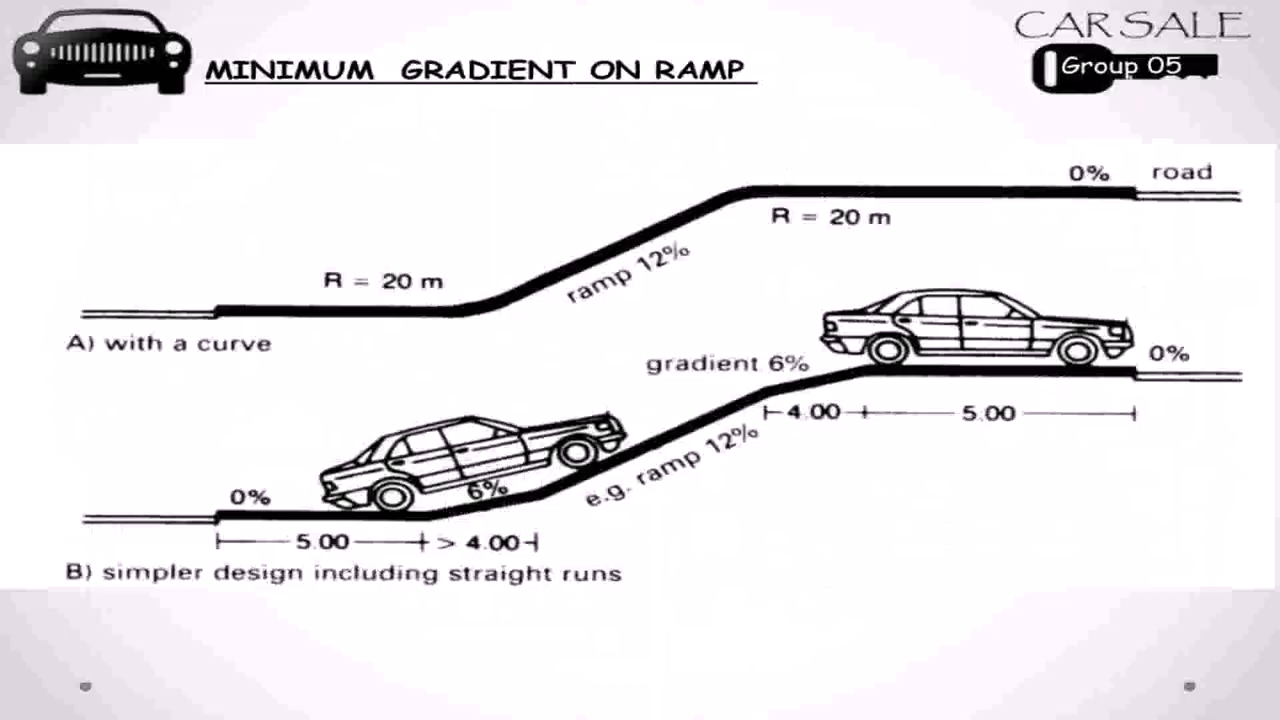 CAR SALE
Group 05
MINIMUM GRADIENT ON RAMP
0% road
R = 20 m
ramp 12%
R = 20 m
A) with a curve
0%
gradient 6%
4.00 5.00
e.g. ramp 12%
6%
0%
5.00 > 4.00
B) simpler design including straight runs